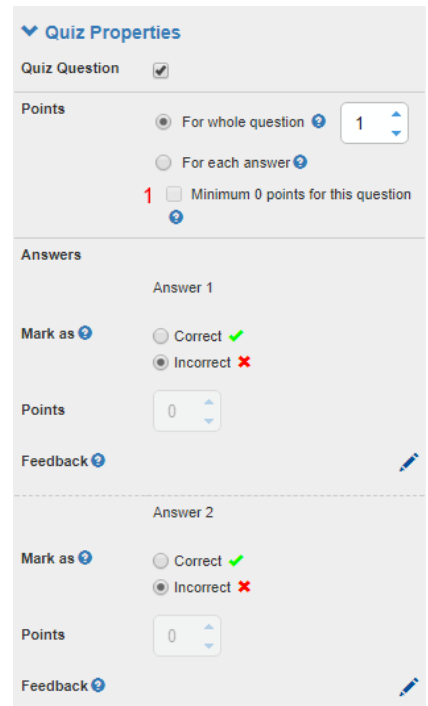 Quiz Properties
Quiz Question
Points
For whole question ? 1
For each answer ?
1 Minimum 0 points for this question
?
Answers
Answer 1
Mark as ? Correct
Incorrect
Points 0
Feedback ?
Answer 2
Mark as ? Correct
Incorrect
Points 0
Feedback ?